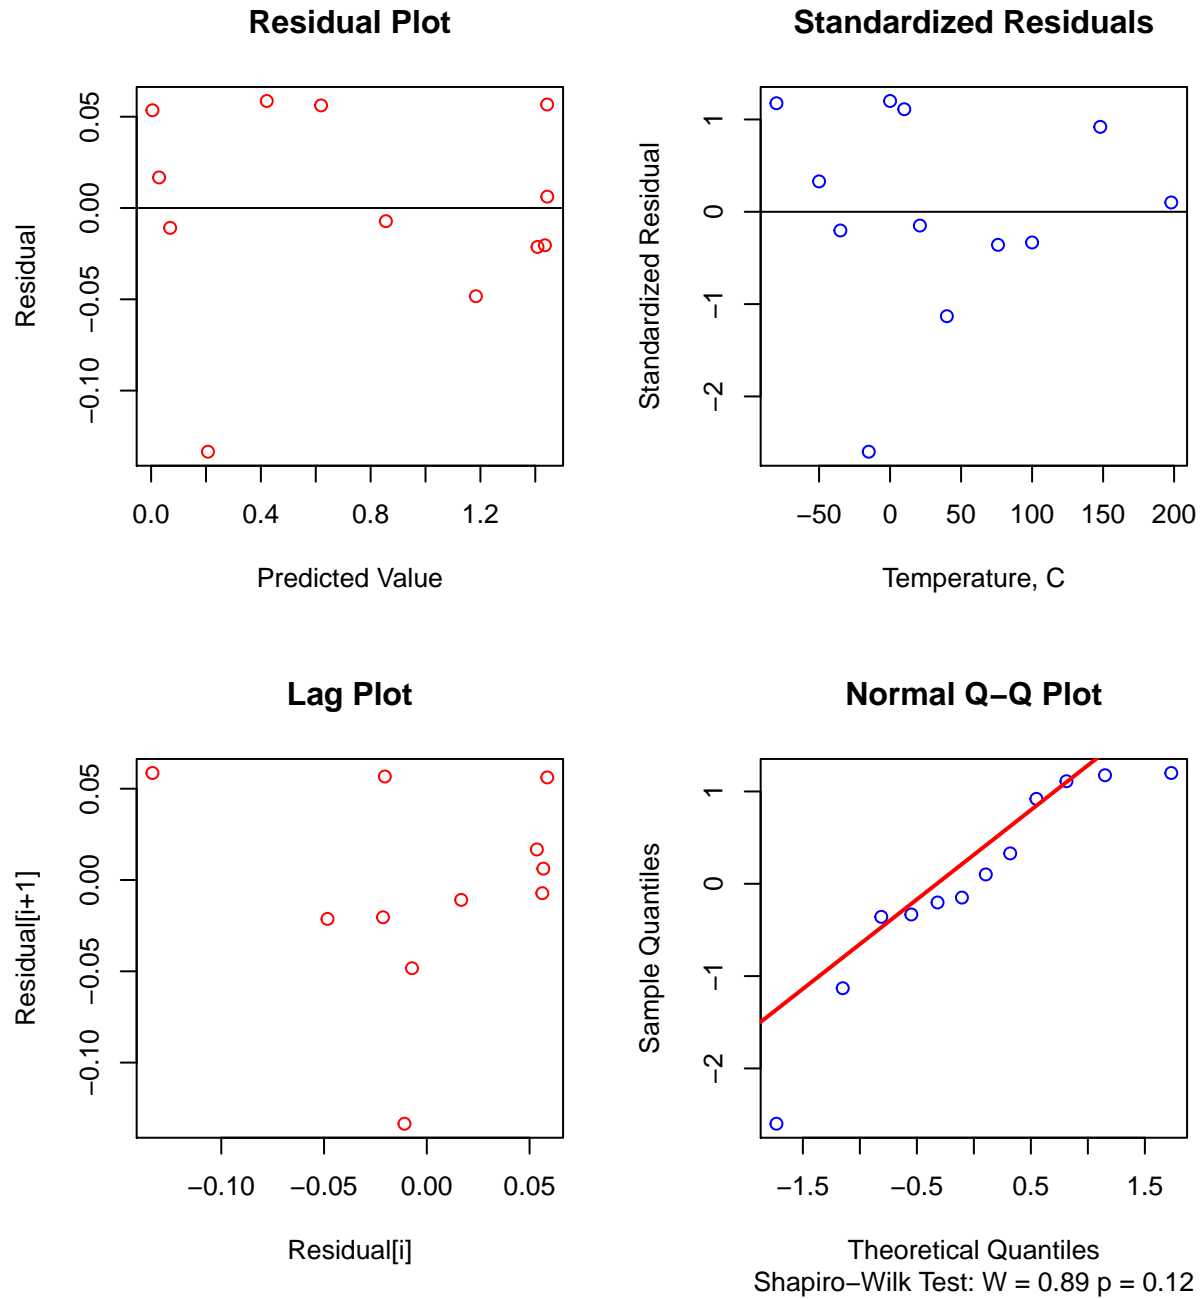 Residual Plot
0.05
0.00
−0.05
−0.10
Residual
0.0 0.4 0.8 1.2
Predicted Value
Standardized Residuals
1
0
−1
−2
Standardized Residual
−50 0 50 100 150 200
Temperature, C
Lag Plot
0.05
0.00
−0.05
−0.10
Residual[i+1]
−0.10 −0.05 0.00 0.05
Residual[i]
Normal Q−Q Plot
1
0
−1
−2
Sample Quantiles
−1.5 −0.5 0.5 1.5
Theoretical Quantiles
Shapiro−Wilk Test: W = 0.89 p = 0.12